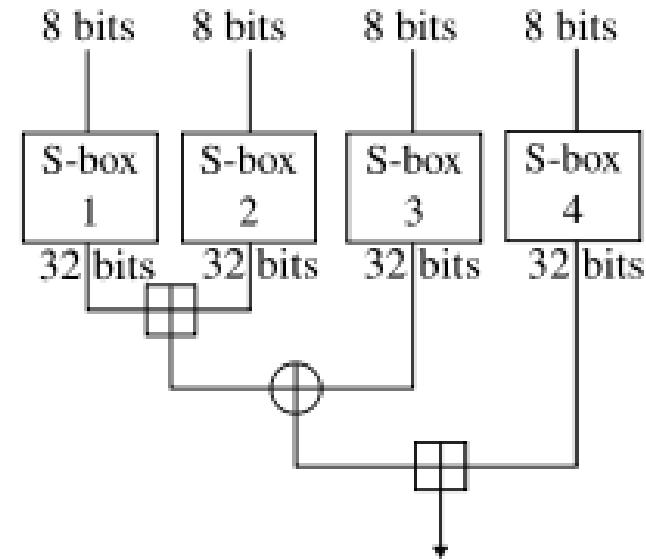 8 bits 8 bits 8 bits 8 bits
S-box S-box S-box S-box
1 2 3 4
32 bits 32 bits 32 bits 32 bits